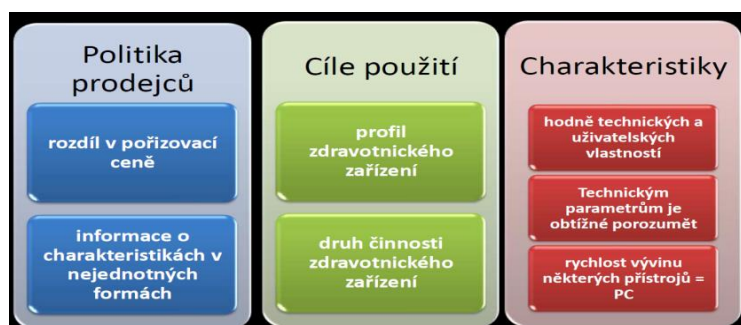 Politika
prodejců
rozdíl v pořizovací
ceně
informace o
charakteristikách v
nejednotných
formách
Cíle použití
profil
zdravotnického
zařízení
druh činnosti
zdravotnického
zařízení
Charakteristiky
hodně technických a
uživatelských
vlastností
Technickým
parametrům je
obtížné porozumět
rychlost vývinu
některých přístrojů =
PC